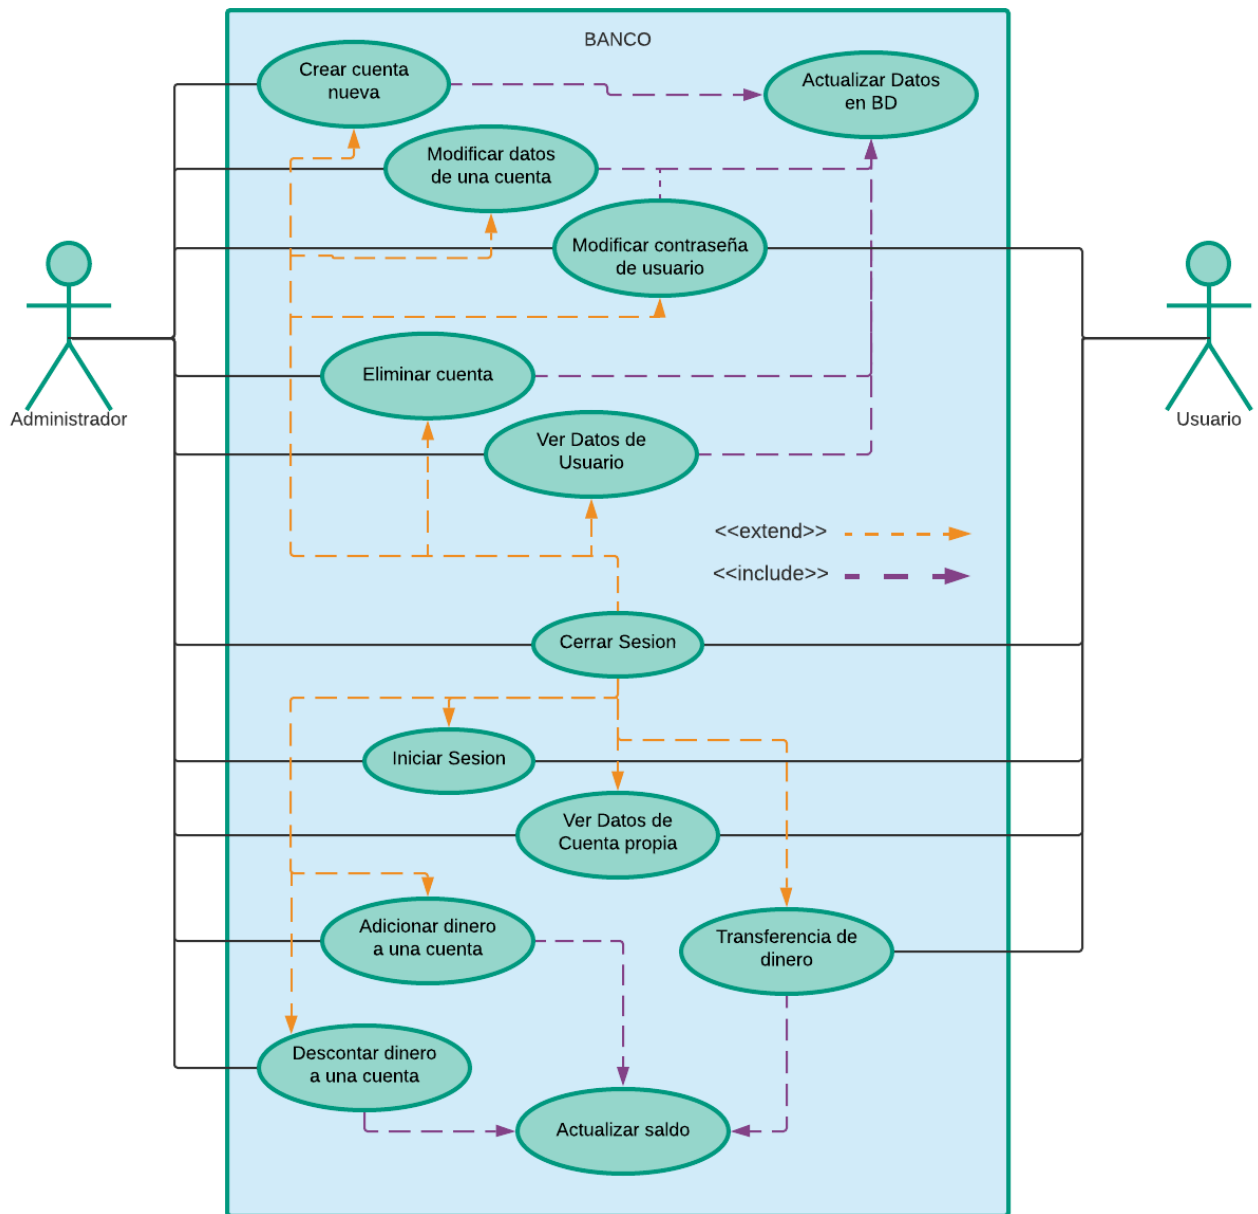 BANCO
Crear cuenta
nueva
Actualizar Datos
en BD
Modificar datos
de una cuenta
Modificar contraseña
de usuario
Administrador
Usuario
Eliminar cuenta
Ver Datos de
Usuario
<<extend>>
<<include>>
Cerrar Sesion
Iniciar Sesion
Ver Datos de
Cuenta propia
Adicionar dinero
a una cuenta
Transferencia de
dinero
Descontar dinero
a una cuenta
Actualizar saldo